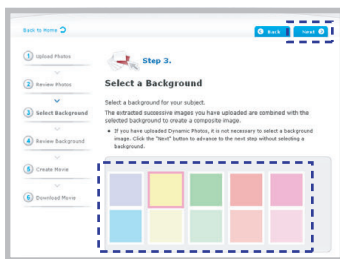 Back to Home
Back
Next
1 Upload Photos
Step 3.
2 Review Photos
Select a Background
3 Select Background
Select a background for your subject.
The extracted successive images you have uploaded are combined with the
selected background to create a composite image.
4 Review Background
• If you have uploaded Dynamic Photos, it is not necessary to select a background
image. Click the "Next" button to advance to the next step without selecting a
background.
5 Create Movie
6 Download Movie